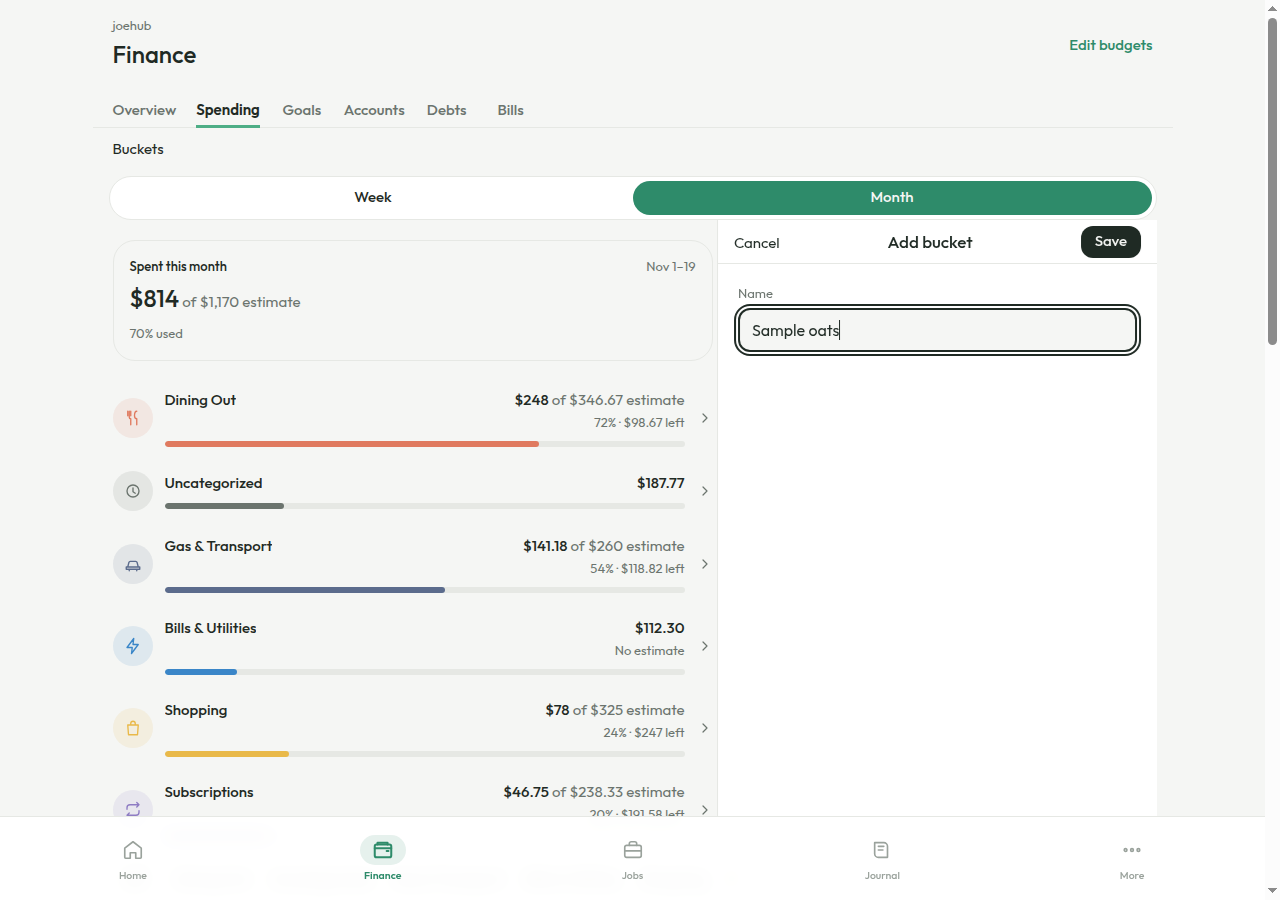 joehub
Finance
Edit budgets
Overview Spending Goals Accounts Debts Bills
Buckets
Week Month
Spent this month Nov 1–19
$814 of $1,170 estimate
70% used
Dining Out $248 of $346.67 estimate
72% · $98.67 left
Uncategorized $187.77
Gas & Transport $141.18 of $260 estimate
54% · $118.82 left
Bills & Utilities $112.30
No estimate
Shopping $78 of $325 estimate
24% · $247 left
Subscriptions $46.75 of $238.33 estimate
20% · $191.58 left
Cancel Add bucket Save
Name
Sample oats
Home Finance Jobs Journal More